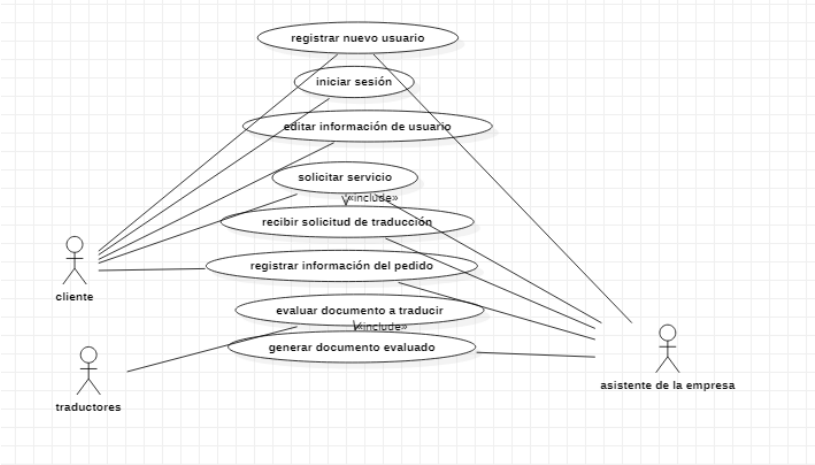 registrar nuevo usuario
iniciar sesión
editar información de usuario
solicitar servicio
«include»
recibir solicitud de traducción
registrar información del pedido
cliente
evaluar documento a traducir
«include»
generar documento evaluado
asistente de la empresa
traductores